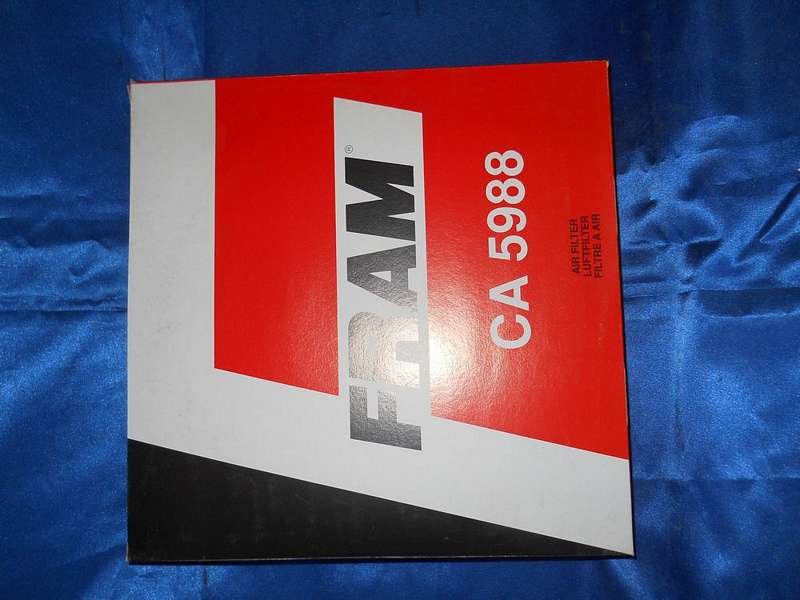 FRAM®
CA 5988
AIR FILTER
LUFTFILTER
FILTRE A AIR